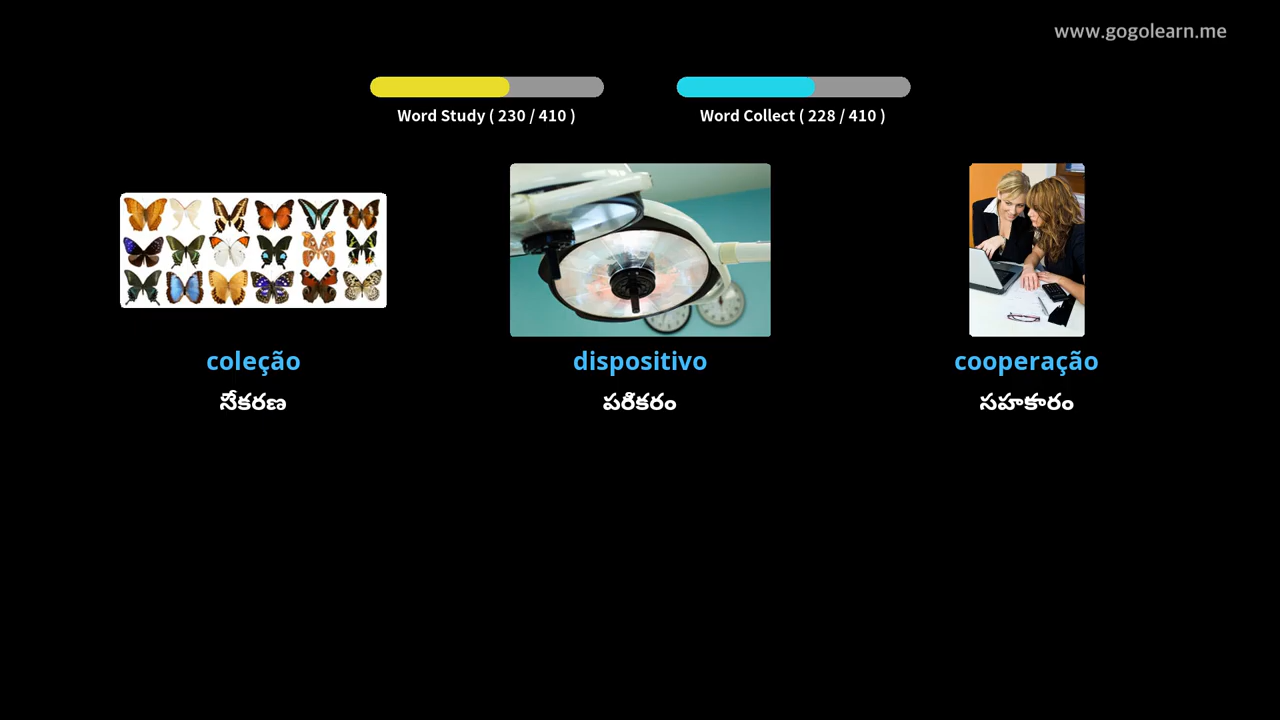 www.gogolearn.me
Word Study ( 230 / 410 )
Word Collect ( 228 / 410 )
coleção
dispositivo
cooperação
సేకరణ
పరికరం
సహకారం